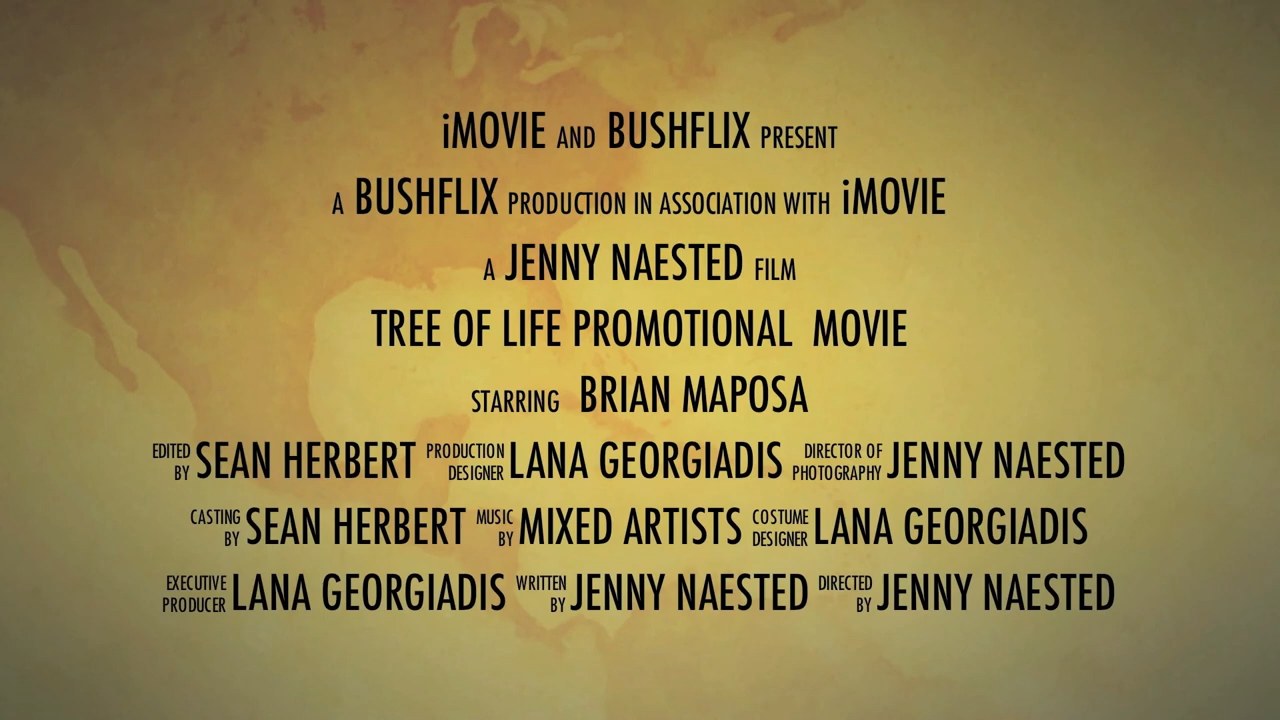 iMOVIE AND BUSHFLIX PRESENT
A BUSHFLIX PRODUCTION IN ASSOCIATION WITH iMOVIE
A JENNY NAESTED FILM
TREE OF LIFE PROMOTIONAL  MOVIE
STARRING  BRIAN MAPOSA
EDITED BY SEAN HERBERT PRODUCTION DESIGNER LANA GEORGIADIS DIRECTOR OF PHOTOGRAPHY JENNY NAESTED
CASTING BY SEAN HERBERT MUSIC BY MIXED ARTISTS COSTUME DESIGNER LANA GEORGIADIS
EXECUTIVE PRODUCER LANA GEORGIADIS WRITTEN BY JENNY NAESTED DIRECTED BY JENNY NAESTED